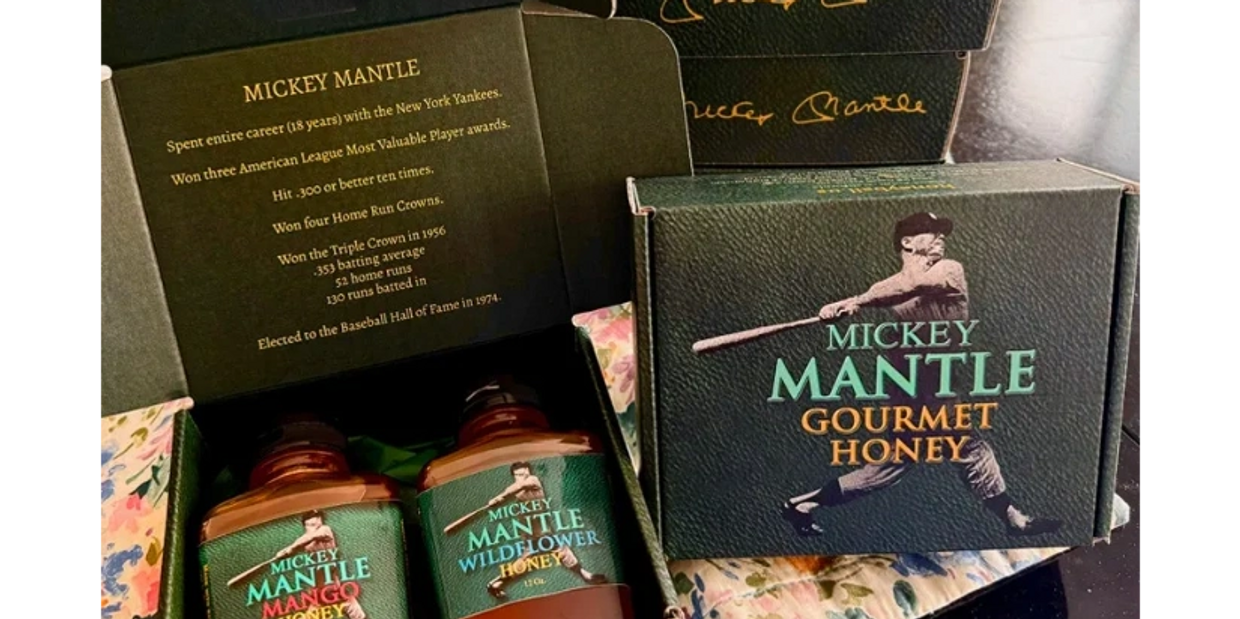 MICKEY MANTLE
Spent entire career (18 years) with the New York Yankees.
Won three American League Most Valuable Player awards.
Hit .300 or better ten times.
Won four Home Run Crowns.
Won the Triple Crown in 1956
.353 batting average
52 home runs
130 runs batted in
Elected to the Baseball Hall of Fame in 1974.
Mickey Mantle
MICKEY
MANTLE
GOURMET
HONEY
MICKEY
MANTLE
MANGO
HONEY
MICKEY
MANTLE
WILDFLOWER
HONEY
12 Oz.